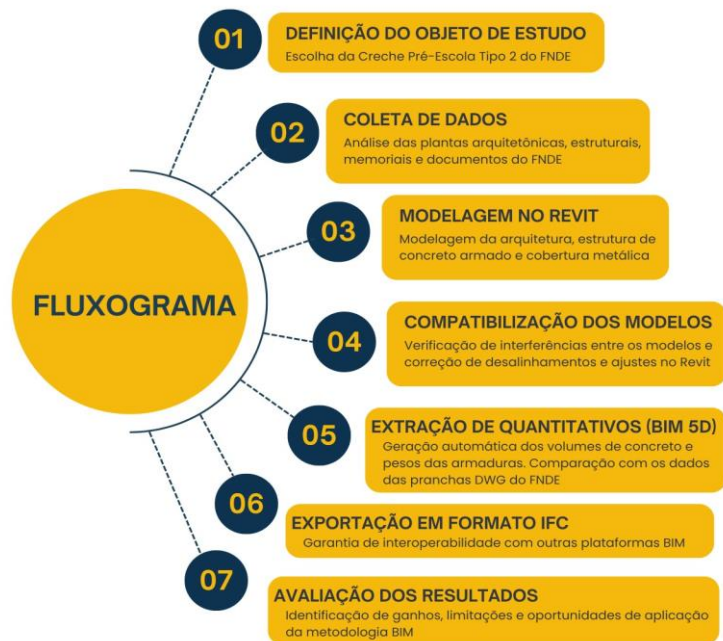 FLUXOGRAMA
01
DEFINIÇÃO DO OBJETO DE ESTUDO
Escolha da Creche Pré-Escola Tipo 2 do FNDE
02
COLETA DE DADOS
Análise das plantas arquitetônicas, estruturais,
memoriais e documentos do FNDE
03
MODELAGEM NO REVIT
Modelagem da arquitetura, estrutura de
concreto armado e cobertura metálica
04
COMPATIBILIZAÇÃO DOS MODELOS
Verificação de interferências entre os modelos e
correção de desalinhamentos e ajustes no Revit
05
EXTRAÇÃO DE QUANTITATIVOS (BIM 5D)
Geração automática dos volumes de concreto e
pesos das armaduras. Comparação com os dados
das pranchas DWG do FNDE
06
EXPORTAÇÃO EM FORMATO IFC
Garantia de interoperabilidade com outras plataformas BIM
07
AVALIAÇÃO DOS RESULTADOS
Identificação de ganhos, limitações e oportunidades de aplicação
da metodologia BIM